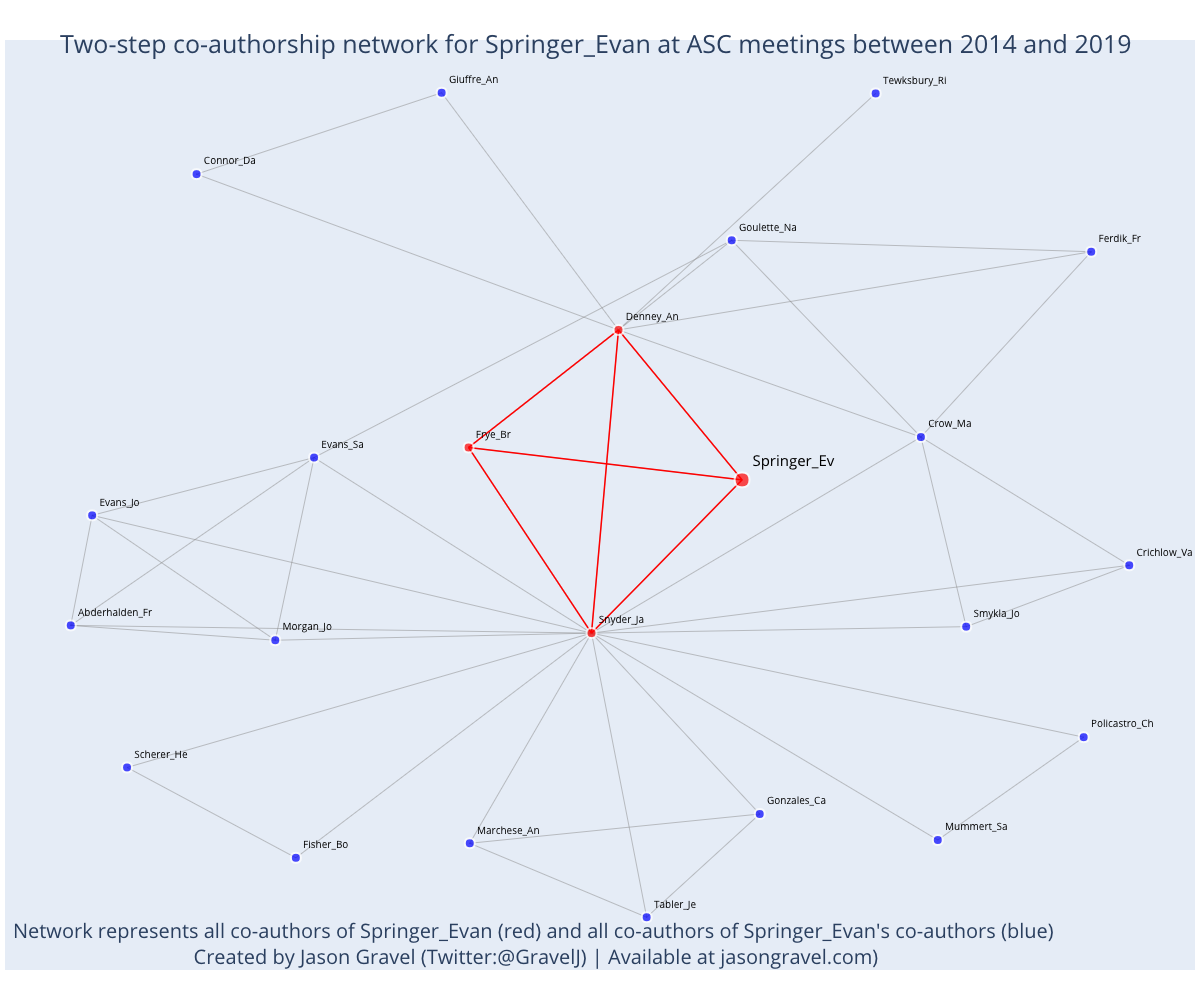 Two-step co-authorship network for Springer_Evan at ASC meetings between 2014 and 2019
Giuffre_An
Tewksbury_Ri
Connor_Da
Goulette_Na
Ferdik_Fr
Denney_An
Crow_Ma
Frye_Br
Evans_Sa
Springer_Ev
Evans_Jo
Crichlow_Va
Abderhalden_Fr
Smykla_Jo
Snyder_Ja
Morgan_Jo
Policastro_Ch
Scherer_He
Gonzales_Ca
Mummert_Sa
Marchese_An
Fisher_Bo
Tabler_Je
Network represents all co-authors of Springer_Evan (red) and all co-authors of Springer_Evan's co-authors (blue)
Created by Jason Gravel (Twitter:@GravelJ) | Available at jasongravel.com)